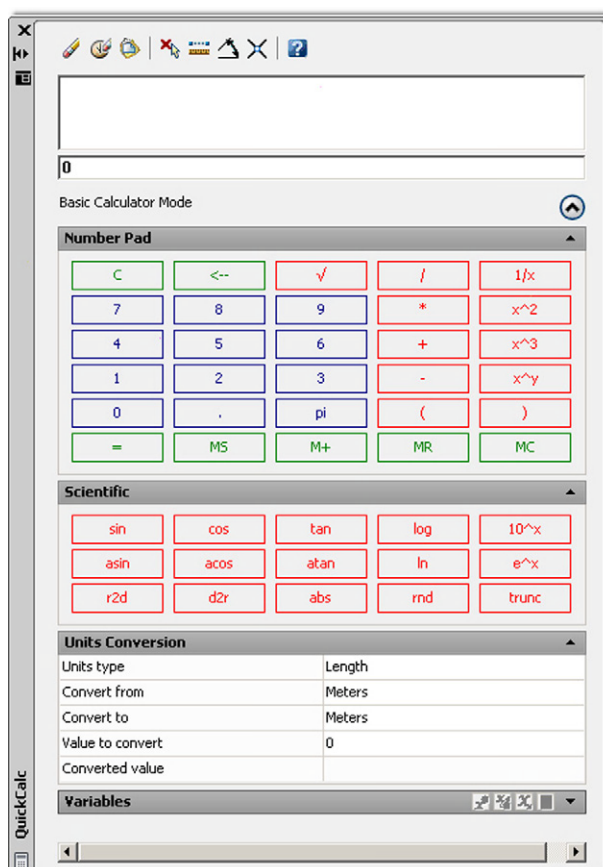 0
Basic Calculator Mode
Number Pad
C <-- √ / 1/x
7 8 9 * x^2
4 5 6 + x^3
1 2 3 - x^y
0 . pi ( )
= MS M+ MR MC
Scientific
sin cos tan log 10^x
asin acos atan ln e^x
r2d d2r abs rnd trunc
Units Conversion
Units type Length
Convert from Meters
Convert to Meters
Value to convert 0
Converted value
Variables
QuickCalc